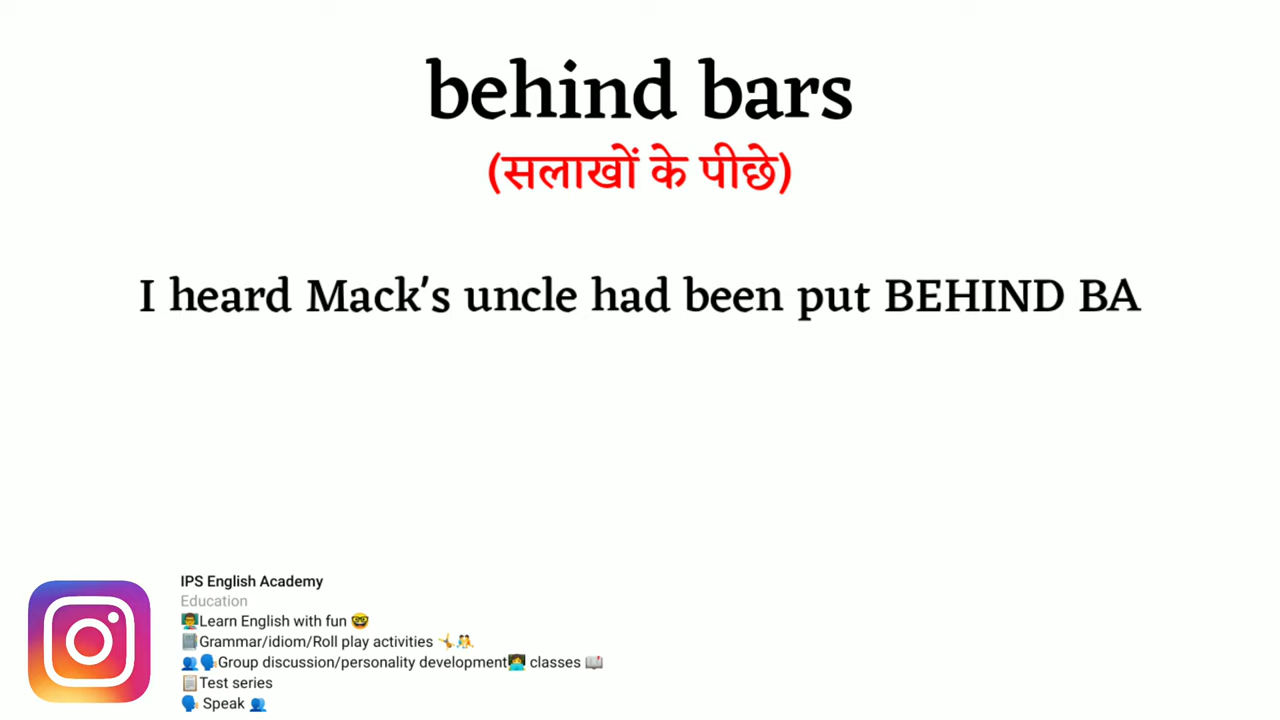 behind bars
(सलाखों के पीछे)
I heard Mack's uncle had been put BEHIND BA
IPS English Academy
Education
👨‍🏫Learn English with fun 🤓
📓Grammar/idiom/Roll play activities 🤸🤼
👥🗣️Group discussion/personality development👩‍💻 classes 📖
📋Test series
🗣️ Speak 👥